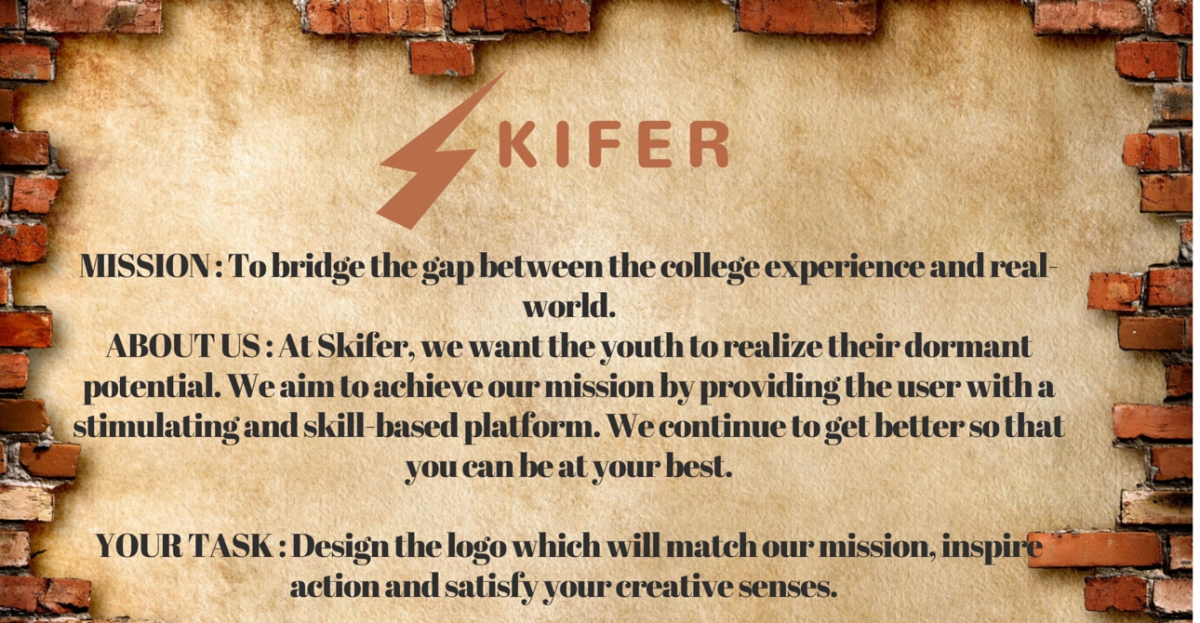 KIFER
MISSION : To bridge the gap between the college experience and real-
world.
ABOUT US : At Skifer, we want the youth to realize their dormant
potential. We aim to achieve our mission by providing the user with a
stimulating and skill-based platform. We continue to get better so that
you can be at your best.
YOUR TASK : Design the logo which will match our mission, inspire
action and satisfy your creative senses.